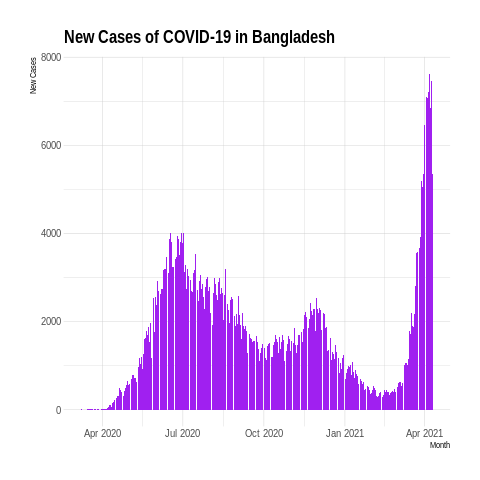 New Cases of COVID-19 in Bangladesh
New Cases
8000
6000
4000
2000
0
Apr 2020 Jul 2020 Oct 2020 Jan 2021 Apr 2021
Month